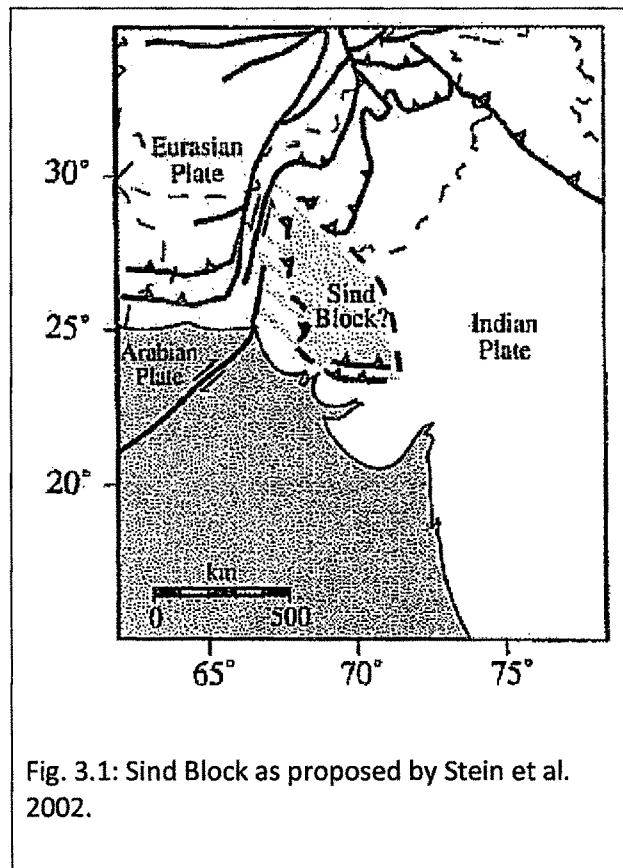 Eurasian
Plate
30°
Sind
Block?
Indian
Plate
25°
Arabian
Plate
20°
km
0 500
65° 70° 75°
Fig. 3.1: Sind Block as proposed by Stein et al.
2002.